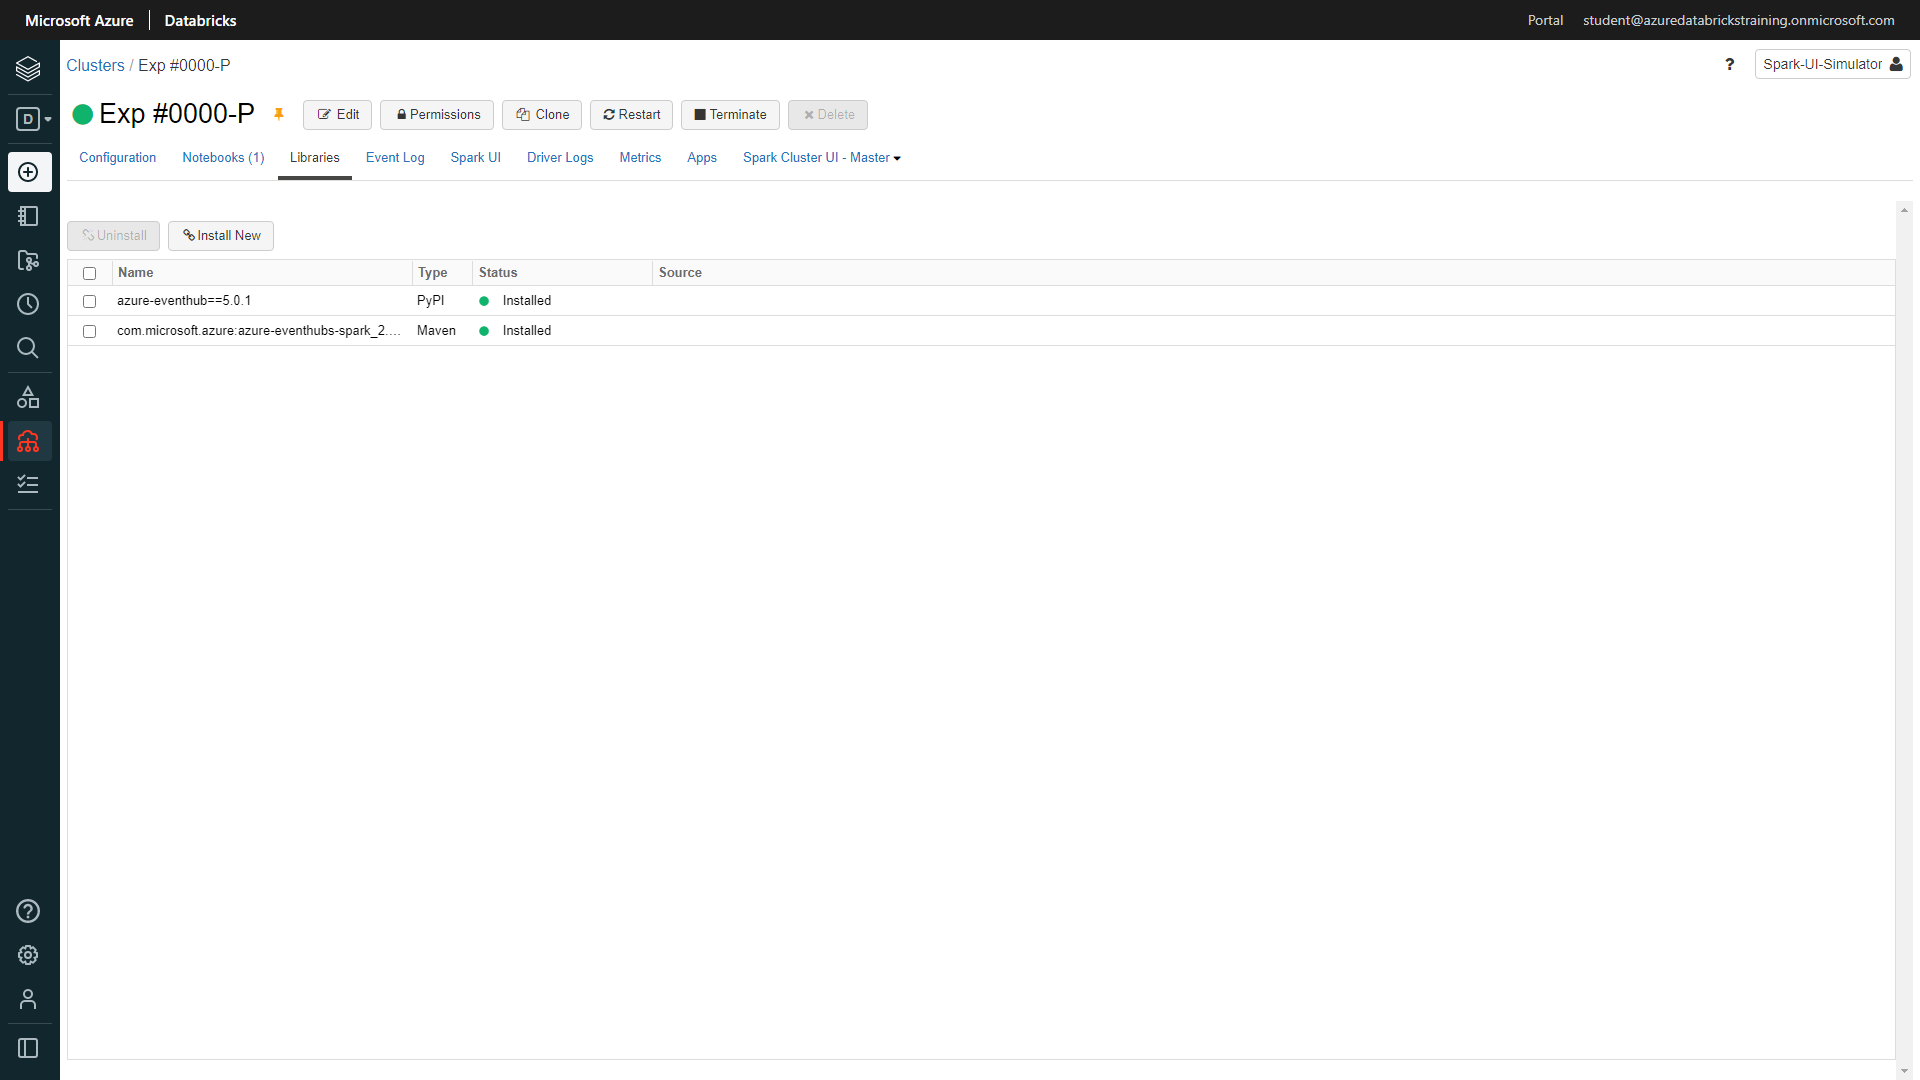 Microsoft Azure Databricks Portal student@azuredatabrickstraining.onmicrosoft.com
Clusters / Exp #0000-P ? Spark-UI-Simulator
D
Exp #0000-P Edit Permissions Clone Restart Terminate Delete
Configuration Notebooks (1) Libraries Event Log Spark UI Driver Logs Metrics Apps Spark Cluster UI - Master
Uninstall Install New
Name Type Status Source
azure-eventhub==5.0.1 PyPI Installed
com.microsoft.azure:azure-eventhubs-spark_2.... Maven Installed